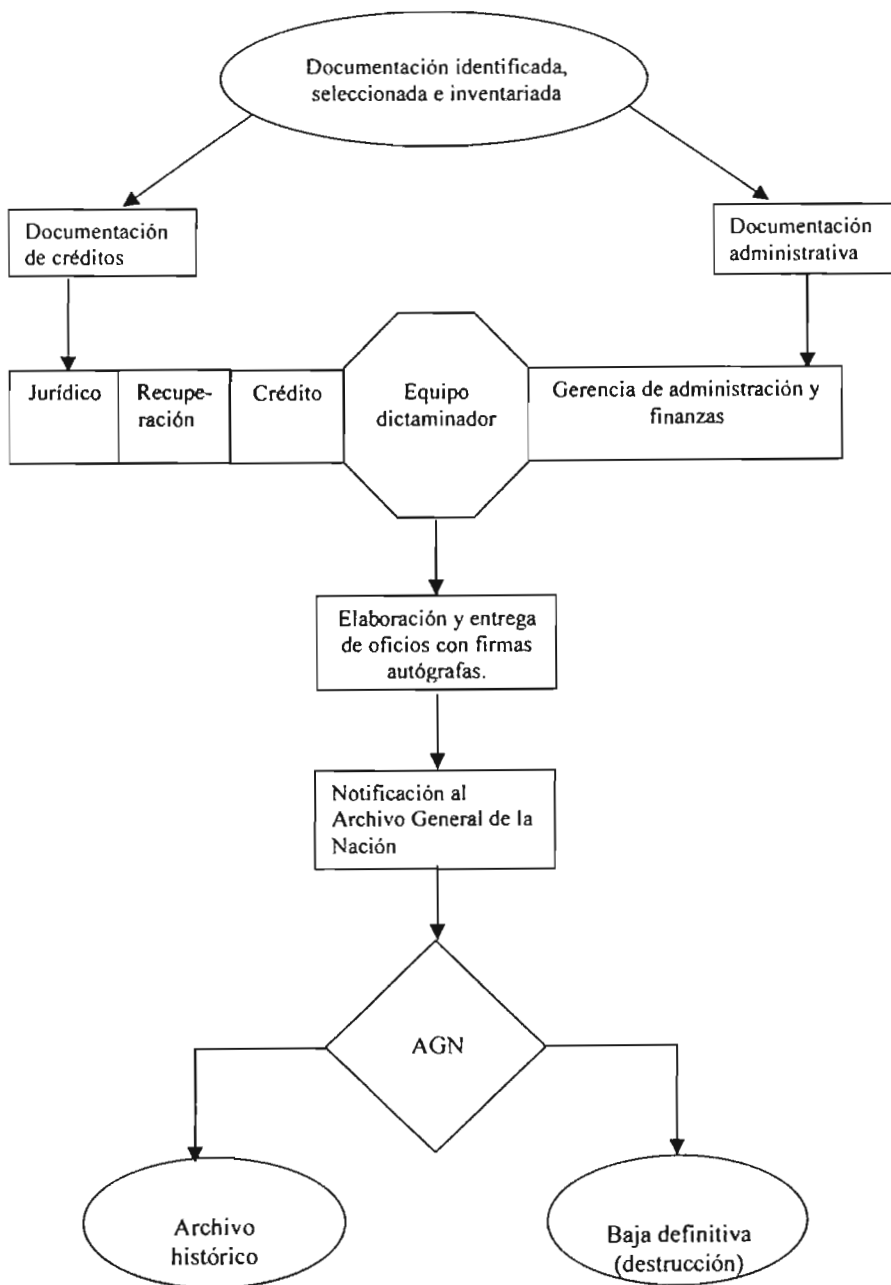 Documentación identificada,
seleccionada e inventariada
Documentación
de créditos
Documentación
administrativa
Jurídico
Recupe-
ración
Crédito
Equipo
dictaminador
Gerencia de administración y
finanzas
Elaboración y entrega
de oficios con firmas
autógrafas.
Notificación al
Archivo General de la
Nación
AGN
Archivo
histórico
Baja definitiva
(destrucción)